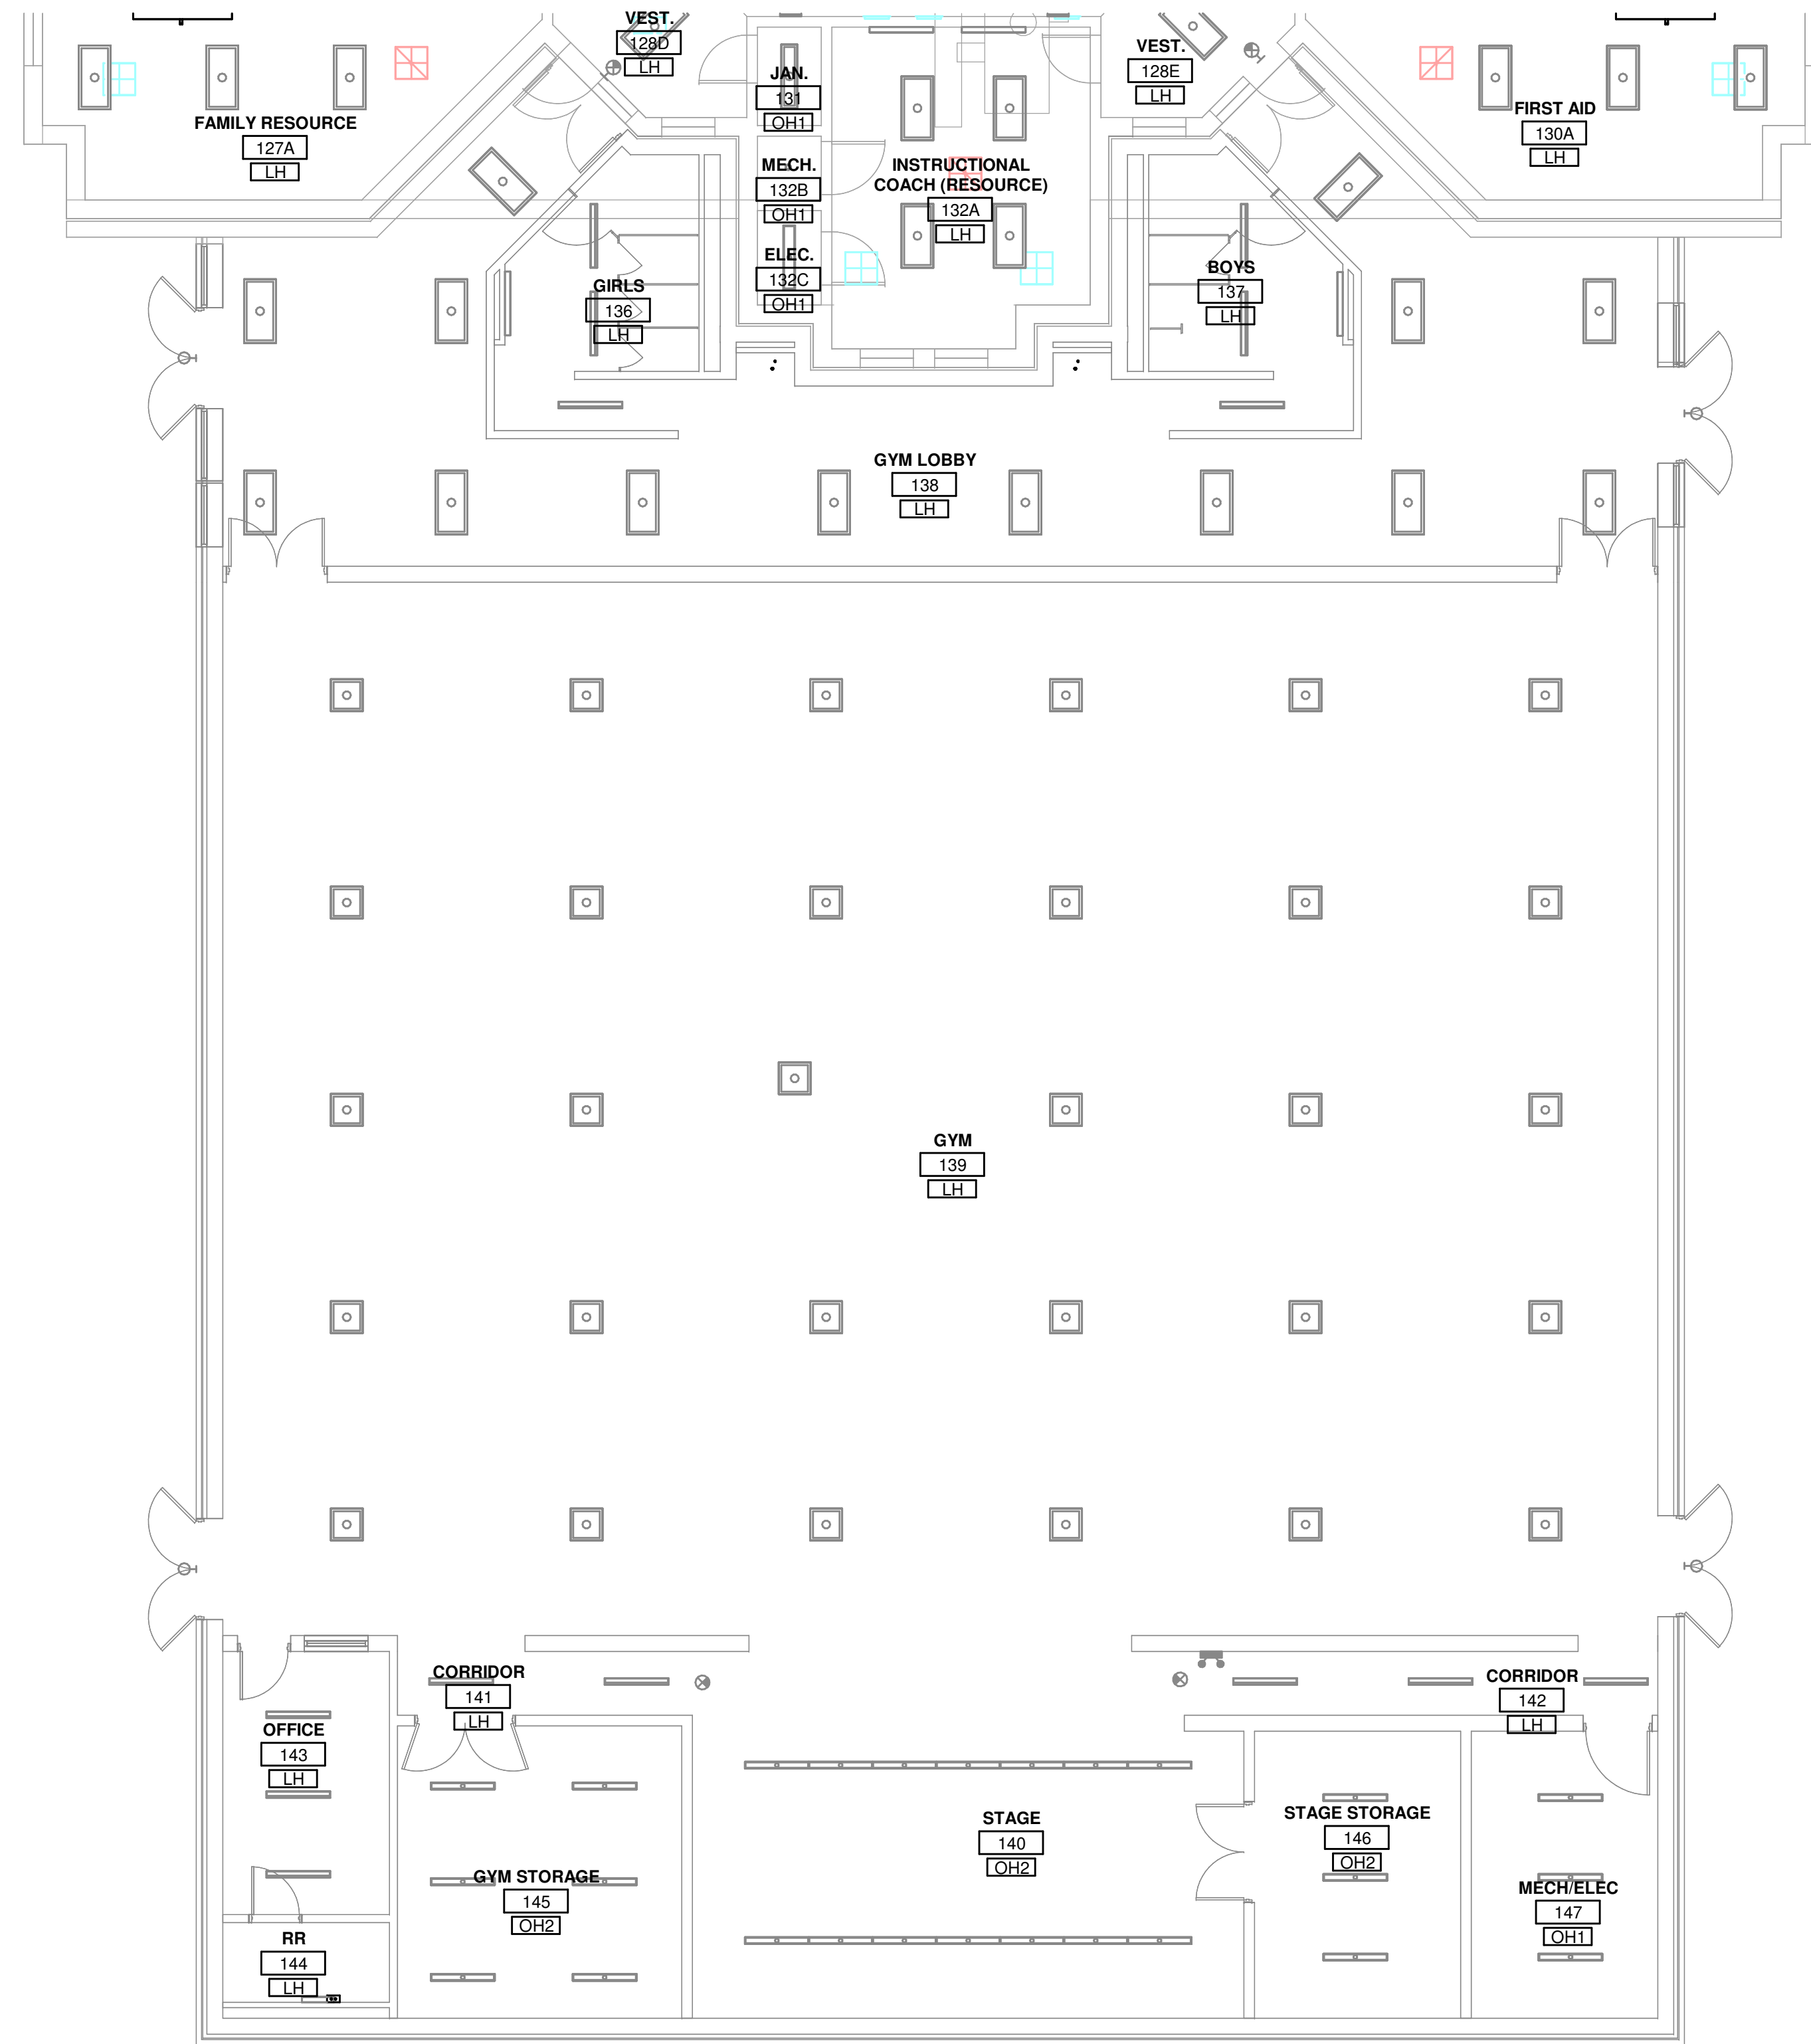 VEST.
128D
LH
JAN.
131
OH1
VEST.
128E
LH
FAMILY RESOURCE
127A
LH
FIRST AID
130A
LH
MECH.
132B
OH1
INSTRUCTIONAL
COACH (RESOURCE)
132A
LH
ELEC.
132C
OH1
GIRLS
136
LH
BOYS
137
LH
GYM LOBBY
138
LH
GYM
139
LH
CORRIDOR
141
LH
CORRIDOR
142
LH
OFFICE
143
LH
STAGE
140
OH2
STAGE STORAGE
146
OH2
GYM STORAGE
145
OH2
MECH/ELEC
147
OH1
RR
144
LH